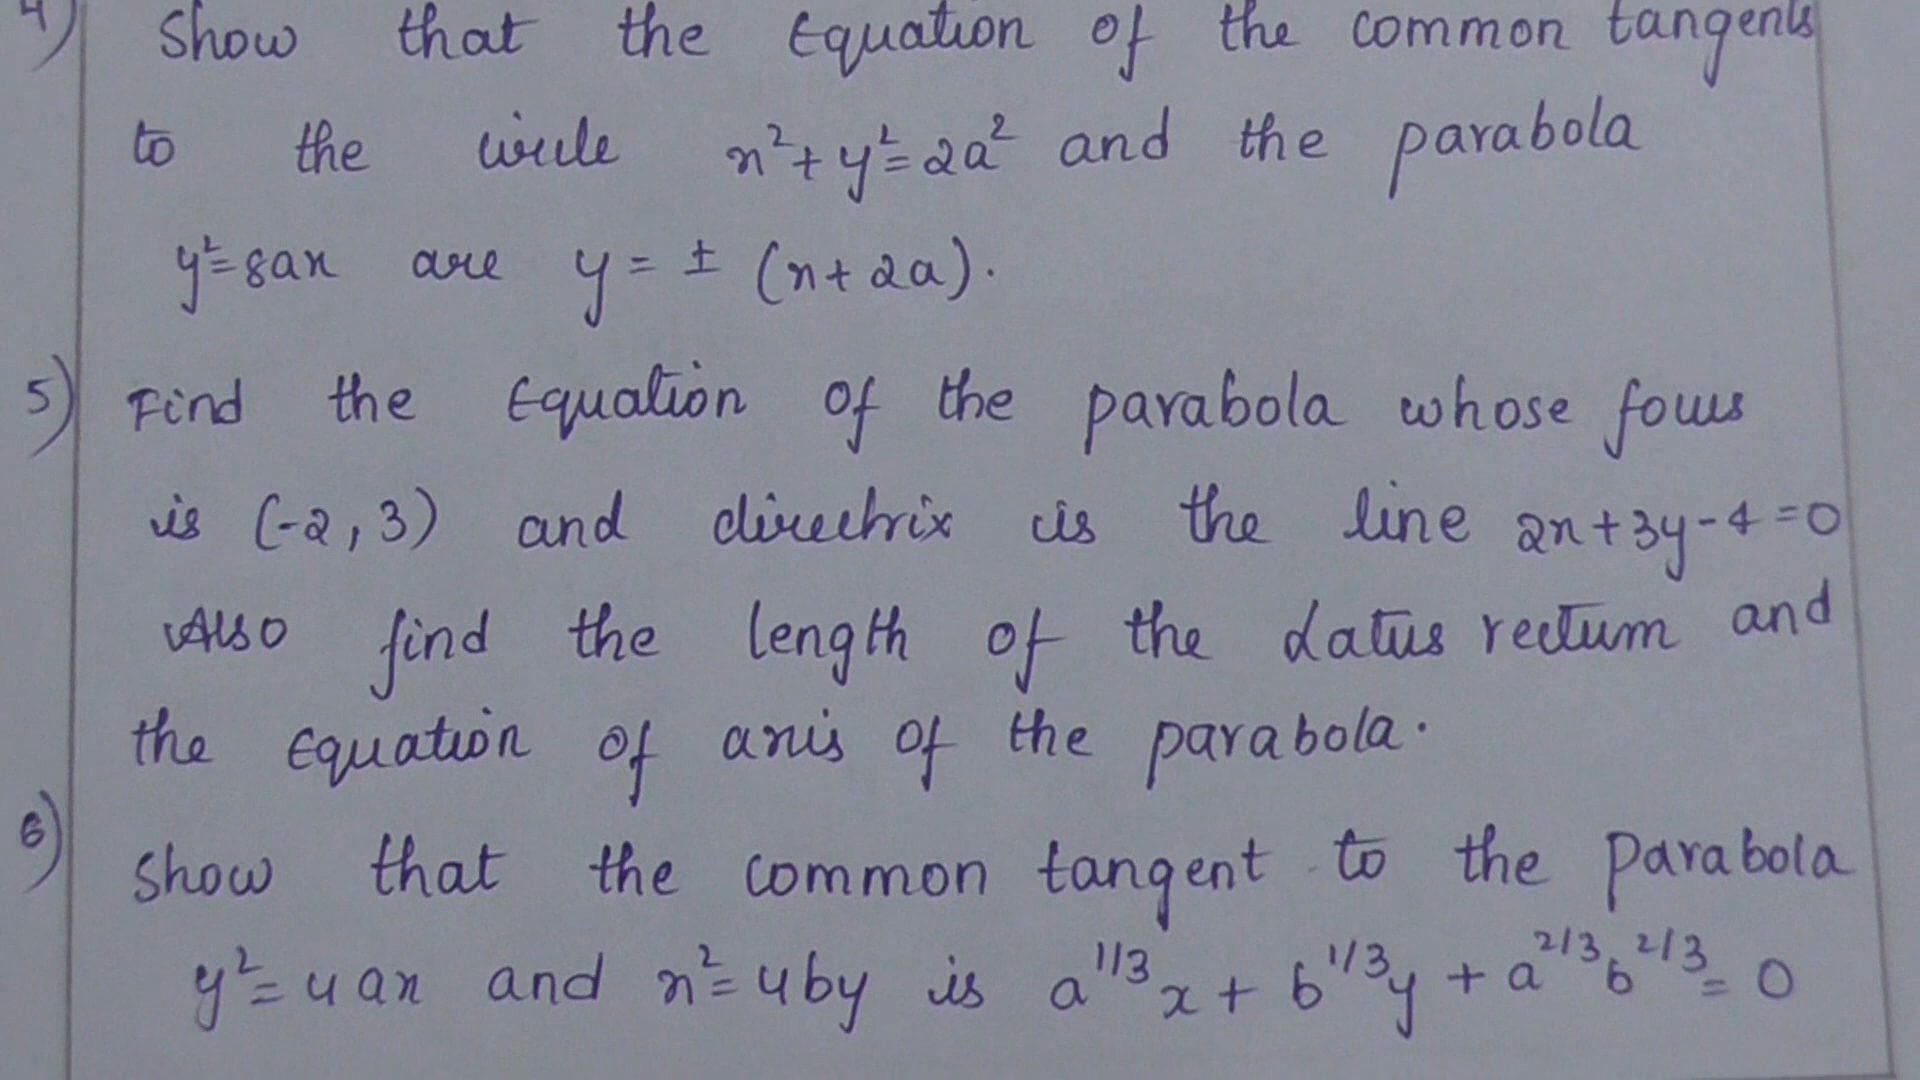 4) Show that the Equation of the common tangents
to the circle x²+y²=2a² and the parabola
y²=8ax are y = ± (x+2a).
5) Find the Equation of the parabola whose focus
is (-2,3) and directrix is the line 2x+3y-4=0
Also find the length of the Latus rectum and
the Equation of axis of the parabola.
6) Show that the common tangent to the Parabola
y²=4ax and x²=4by is a^1/3 x + b^1/3 y + a^2/3 b^2/3 = 0